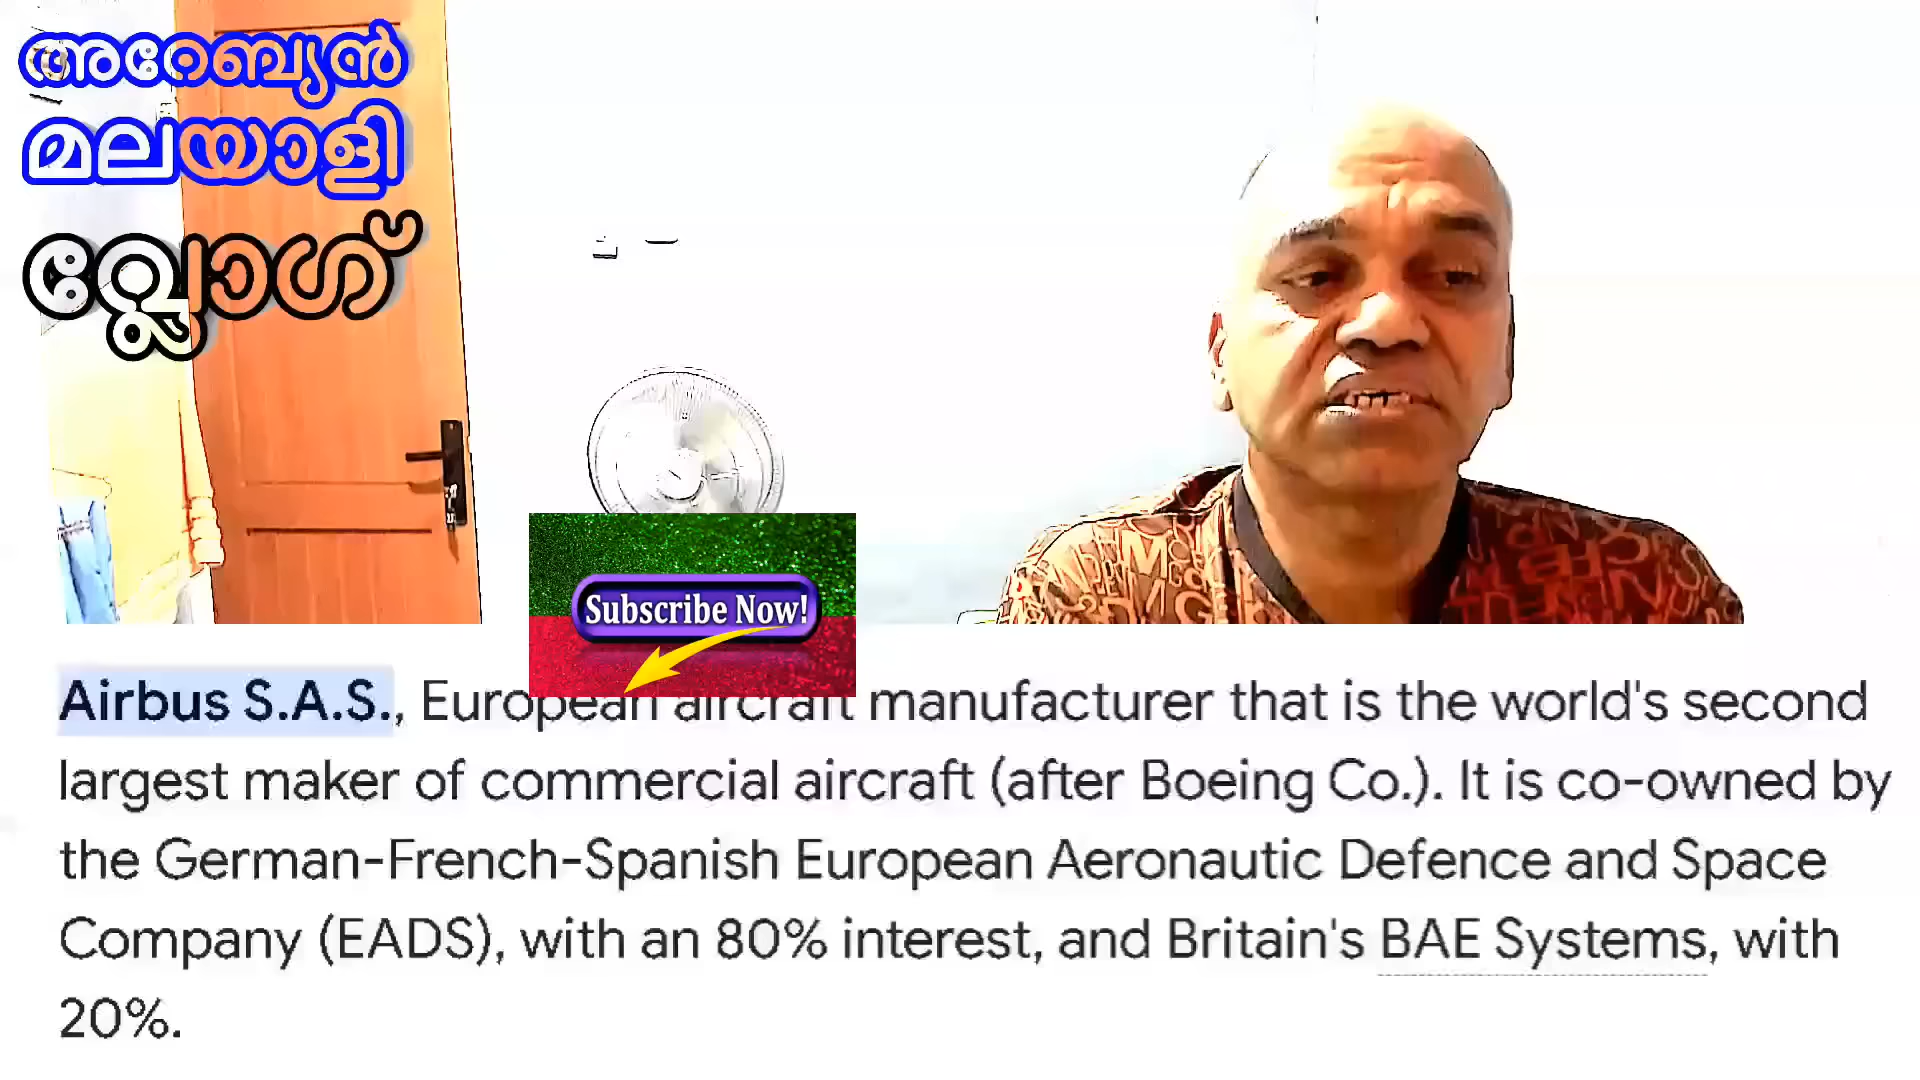 അറേബ്യൻ
മലയാളി
വ്ലോഗ്
Subscribe Now!
Airbus S.A.S., European aircraft manufacturer that is the world's second
largest maker of commercial aircraft (after Boeing Co.). It is co-owned by
the German-French-Spanish European Aeronautic Defence and Space
Company (EADS), with an 80% interest, and Britain's BAE Systems, with
20%.